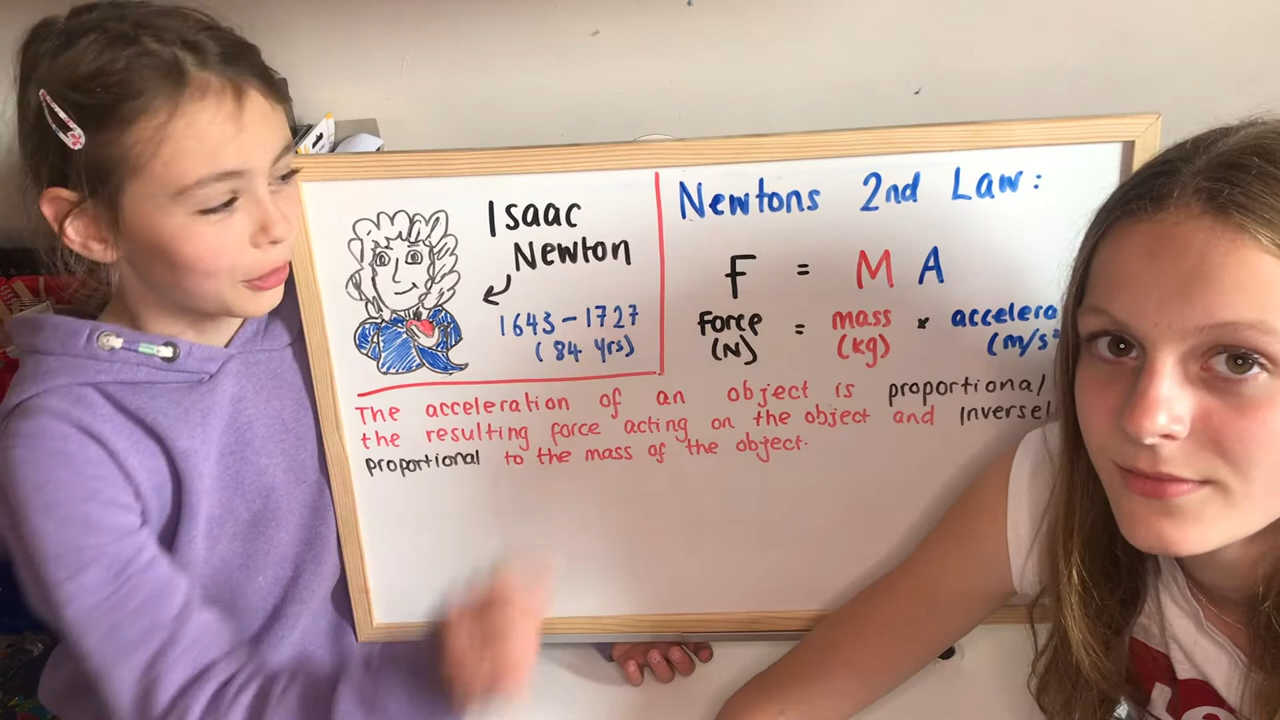 Isaac
Newton
1643-1727
(84 yrs)
Newtons 2nd Law:
F = M A
Force = mass * accelera
(N) (kg) (m/s²
The acceleration of an object is proportional
the resulting force acting on the object and Inversel
proportional to the mass of the object.